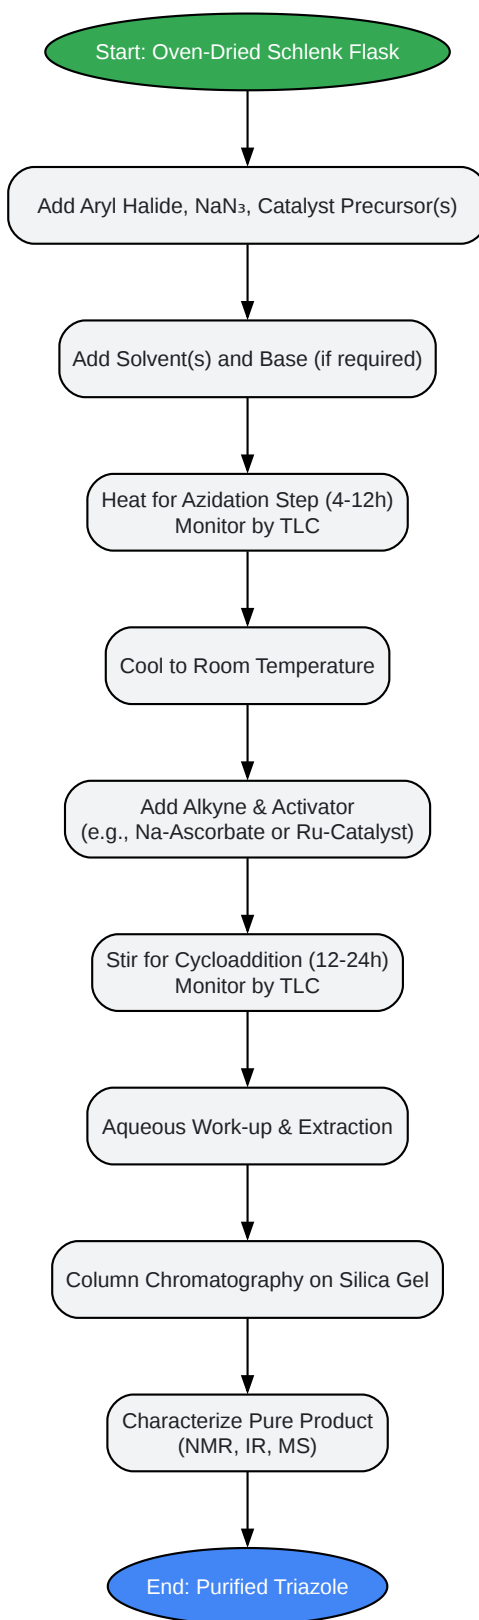 Start: Oven-Dried Schlenk Flask
Add Aryl Halide, NaN₃, Catalyst Precursor(s)
Add Solvent(s) and Base (if required)
Heat for Azidation Step (4-12h)
Monitor by TLC
Cool to Room Temperature
Add Alkyne & Activator
(e.g., Na-Ascorbate or Ru-Catalyst)
Stir for Cycloaddition (12-24h)
Monitor by TLC
Aqueous Work-up & Extraction
Column Chromatography on Silica Gel
Characterize Pure Product
(NMR, IR, MS)
End: Purified Triazole